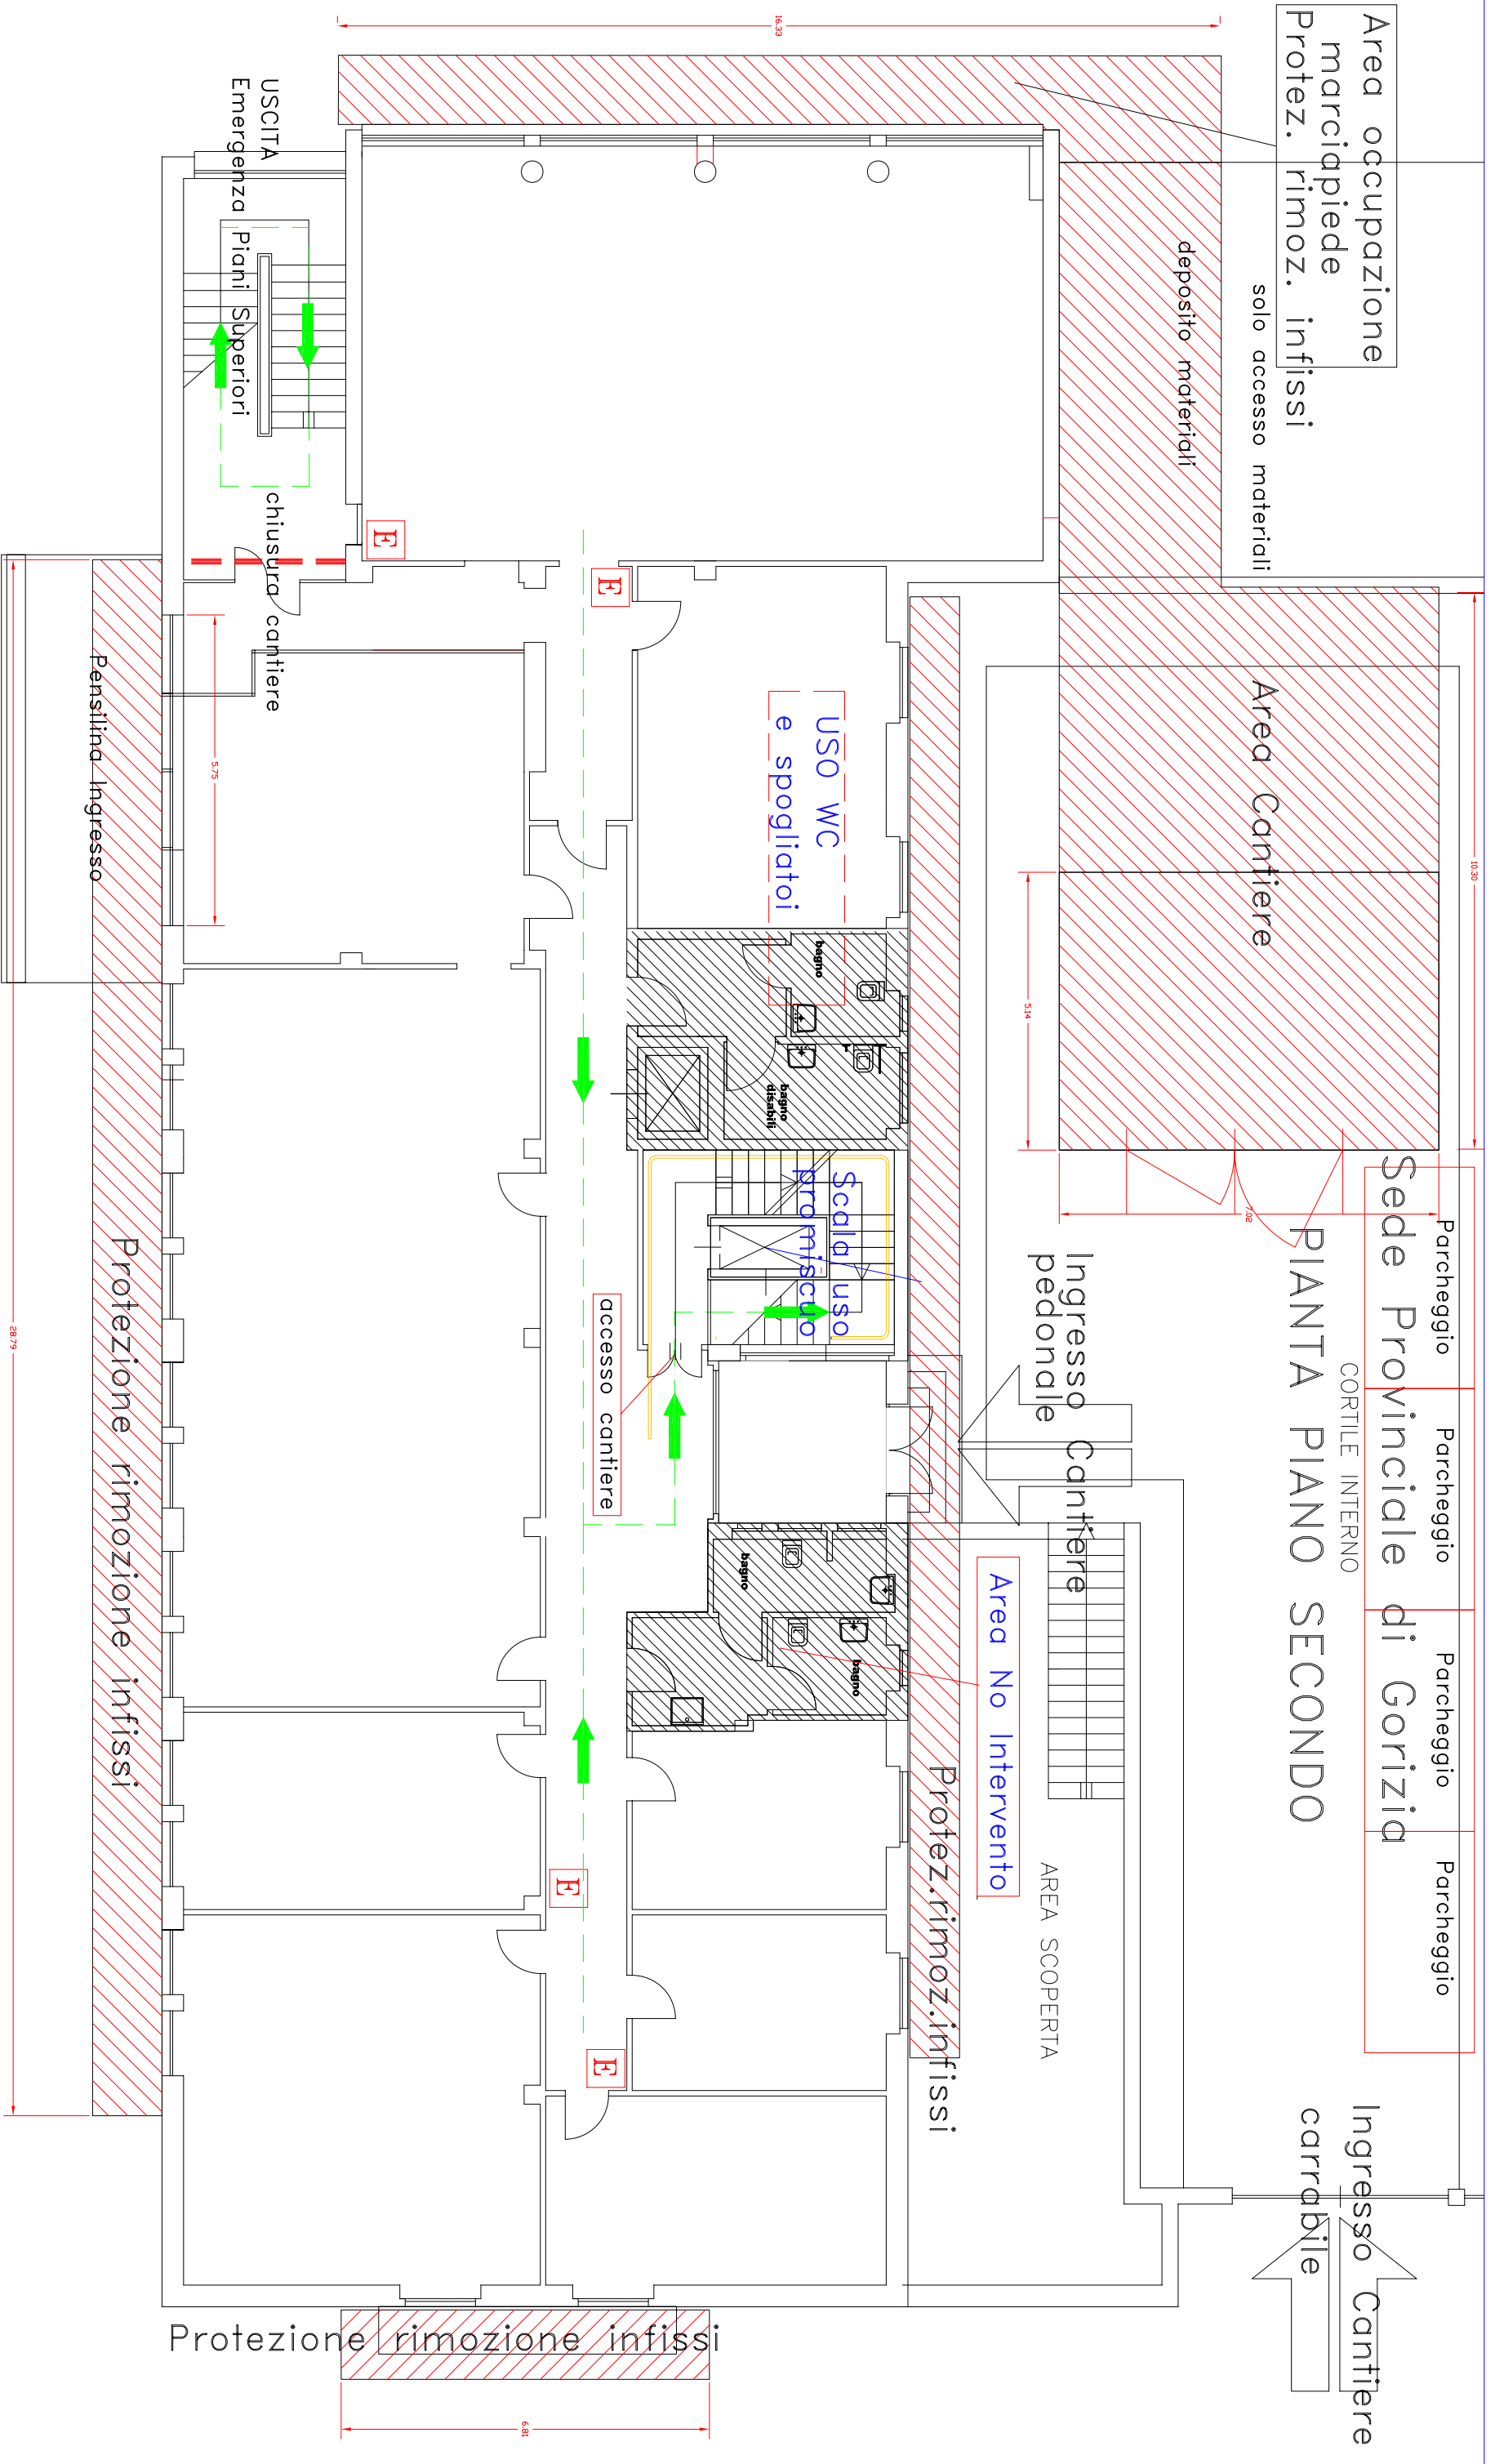 Area occupazione
marciapiede
Protez. rimoz. infissi
solo accesso materiali
deposito materiali
16.33
USCITA
Emergenza Piani Superiori
chiusura cantiere
E
E
E
E
Area Cantiere
10.30
5.14
7.02
USO WC
e spogliatoi
bagno
bagno
disabili
Scala uso
promiscuo
accesso cantiere
Parcheggio
Parcheggio
Parcheggio
Parcheggio
Sede Provinciale di Gorizia
CORTILE INTERNO
PIANTA PIANO SECONDO
Ingresso Cantiere
pedonale
Area No Intervento
bagno
bagno
AREA SCOPERTA
Protez.rimoz.infissi
Ingresso Cantiere
carrabile
Pensilina Ingresso
5.75
Protezione rimozione infissi
28.79
Protezione rimozione infissi
6.81